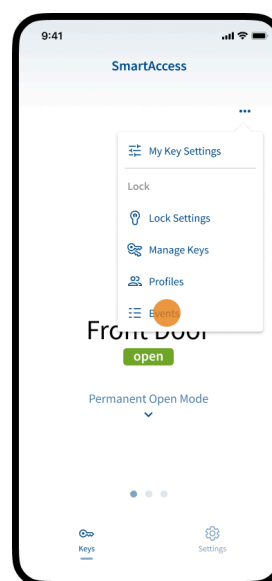 9:41
SmartAccess
My Key Settings
Lock
Lock Settings
Manage Keys
Profiles
Events
Front Door
open
Permanent Open Mode
Keys
Settings